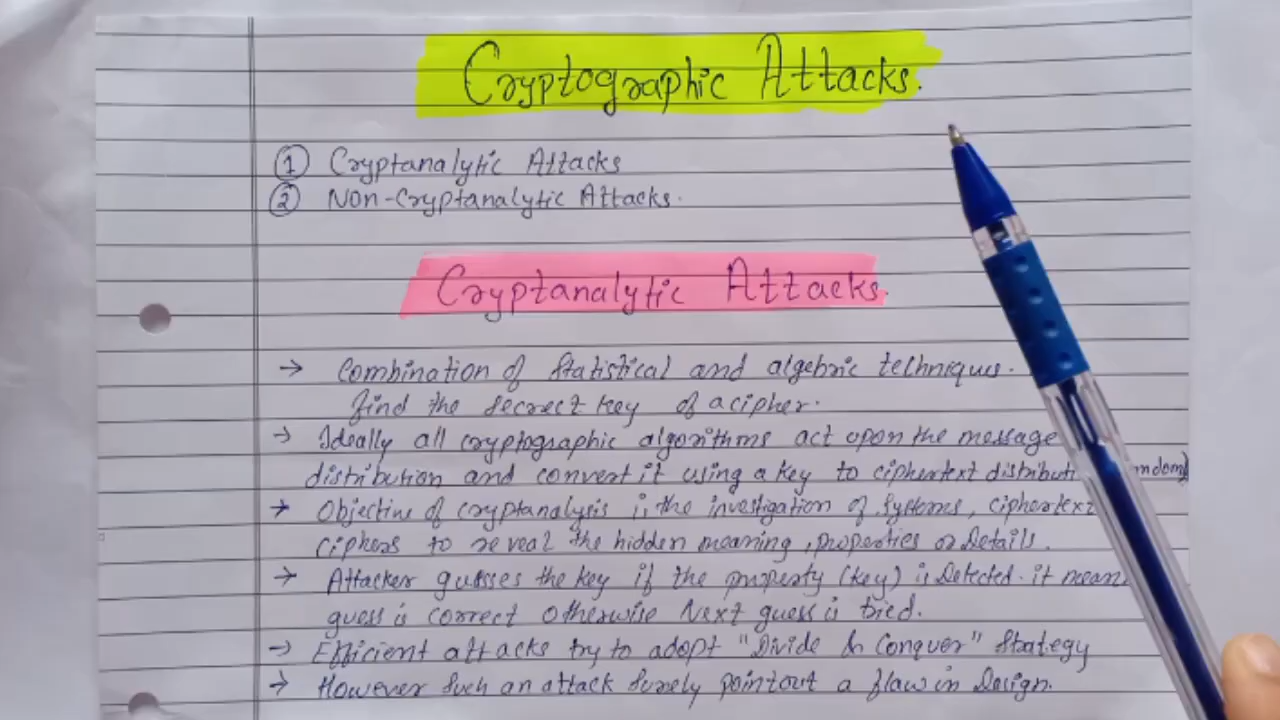 Cryptographic Attacks.
① Cryptanalytic Attacks
② Non-Cryptanalytic Attacks.
Cryptanalytic Attacks.
→ Combination of Statistical and algebric techniques.
find the secrect key of a cipher.
→ Ideally all cryptographic algorithms act upon the message
distribution and convert it using a key to ciphertext
→ Objective of cryptanalysis is the investigation of systems, ciphertext
ciphers to reveal the hidden meaning, properties or Details.
→ Attacker guesses the key if the property (key) is Detected. it
guess is correct otherwise Next guess is tried.
→ Efficient attacks try to adopt "Divide & Conquer" Strategy
→ However such an attack surely pointout a flaw in Design.